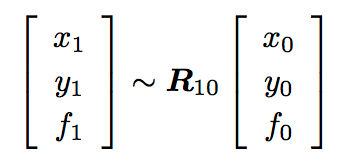 [ x₁ ] ~ R₁₀ [ x₀ ]
[ y₁ ] [ y₀ ]
[ f₁ ] [ f₀ ]